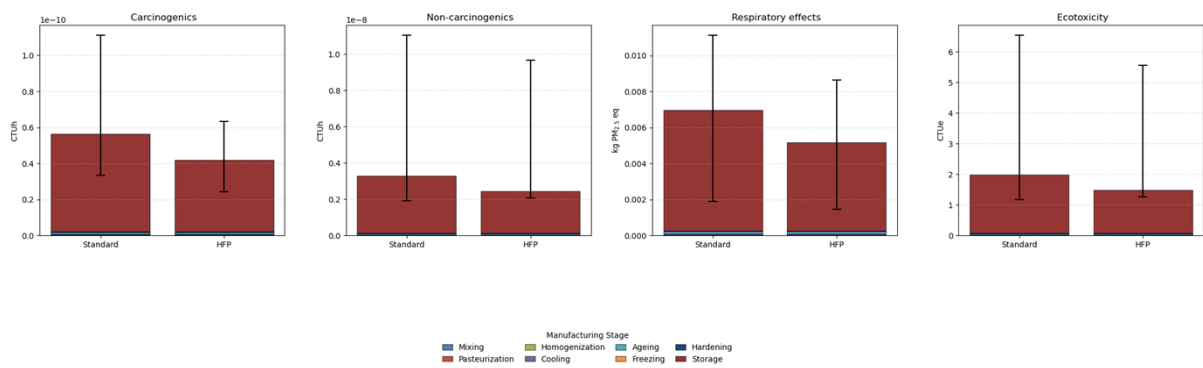 Carcinogenics
1e−10
CTUh
1.0
0.8
0.6
0.4
0.2
0.0
Standard HFP
Non-carcinogenics
1e−8
CTUh
1.0
0.8
0.6
0.4
0.2
0.0
Standard HFP
Respiratory effects
kg PM2.5 eq
0.010
0.008
0.006
0.004
0.002
0.000
Standard HFP
Ecotoxicity
CTUe
6
5
4
3
2
1
0
Standard HFP
Manufacturing Stage
Mixing Homogenization Ageing Hardening
Pasteurization Cooling Freezing Storage